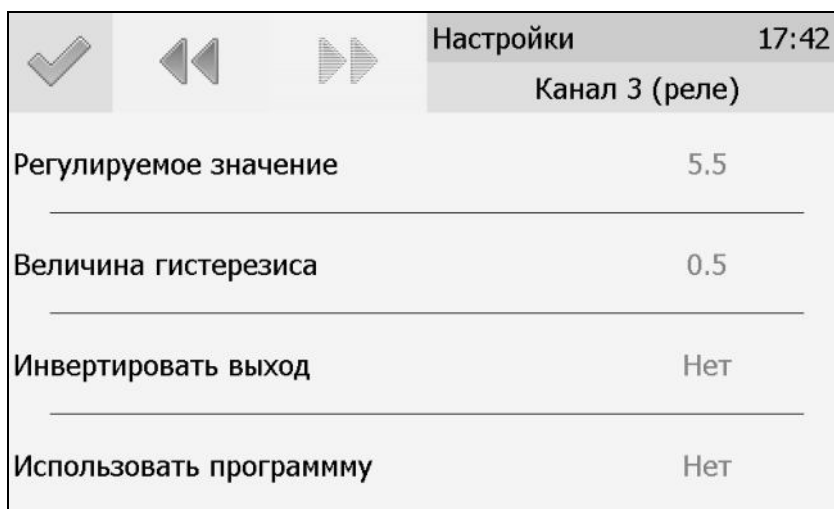 Настройки 17:42
Канал 3 (реле)
Регулируемое значение 5.5
Величина гистерезиса 0.5
Инвертировать выход Нет
Использовать программму Нет